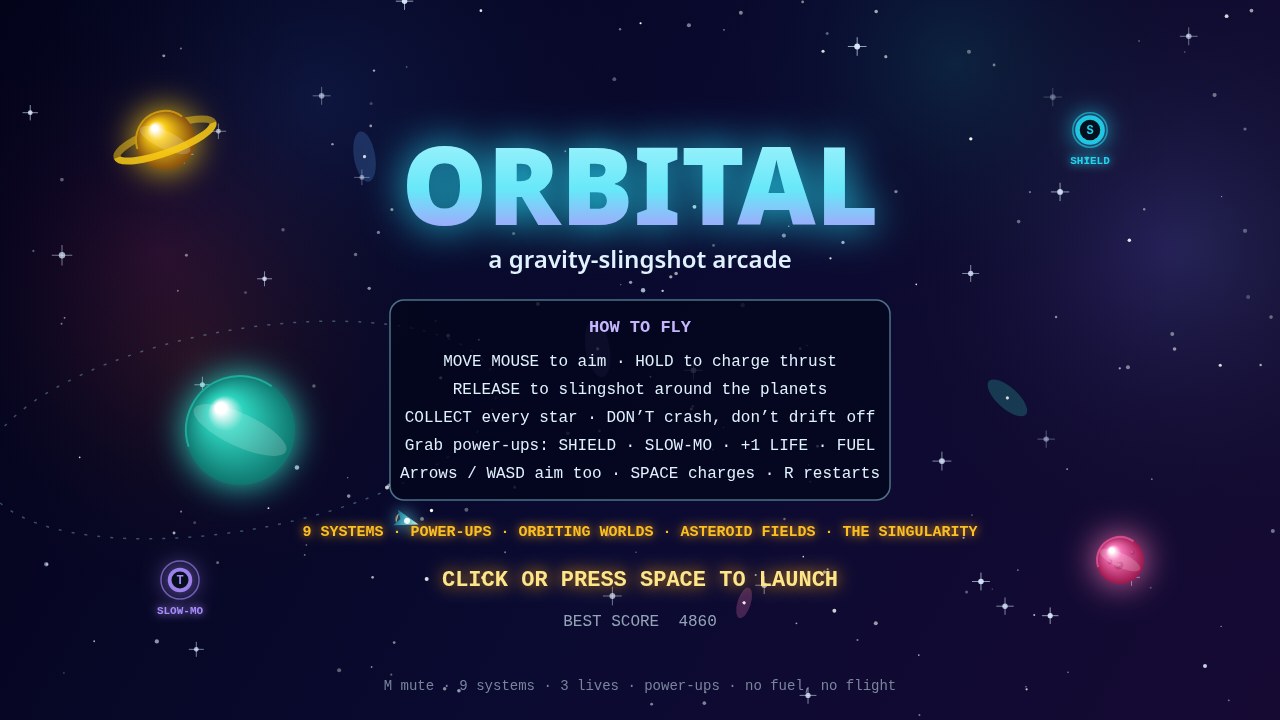 ORBITAL
S
SHIELD
a gravity-slingshot arcade
HOW TO FLY
MOVE MOUSE to aim · HOLD to charge thrust
RELEASE to slingshot around the planets
COLLECT every star · DON’T crash, don’t drift off
Grab power-ups: SHIELD · SLOW-MO · +1 LIFE · FUEL
Arrows / WASD aim too · SPACE charges · R restarts
9 SYSTEMS · POWER-UPS · ORBITING WORLDS · ASTEROID FIELDS · THE SINGULARITY
CLICK OR PRESS SPACE TO LAUNCH
T
SLOW-MO
BEST SCORE 4860
M mute · 9 systems · 3 lives · power-ups · no fuel, no flight